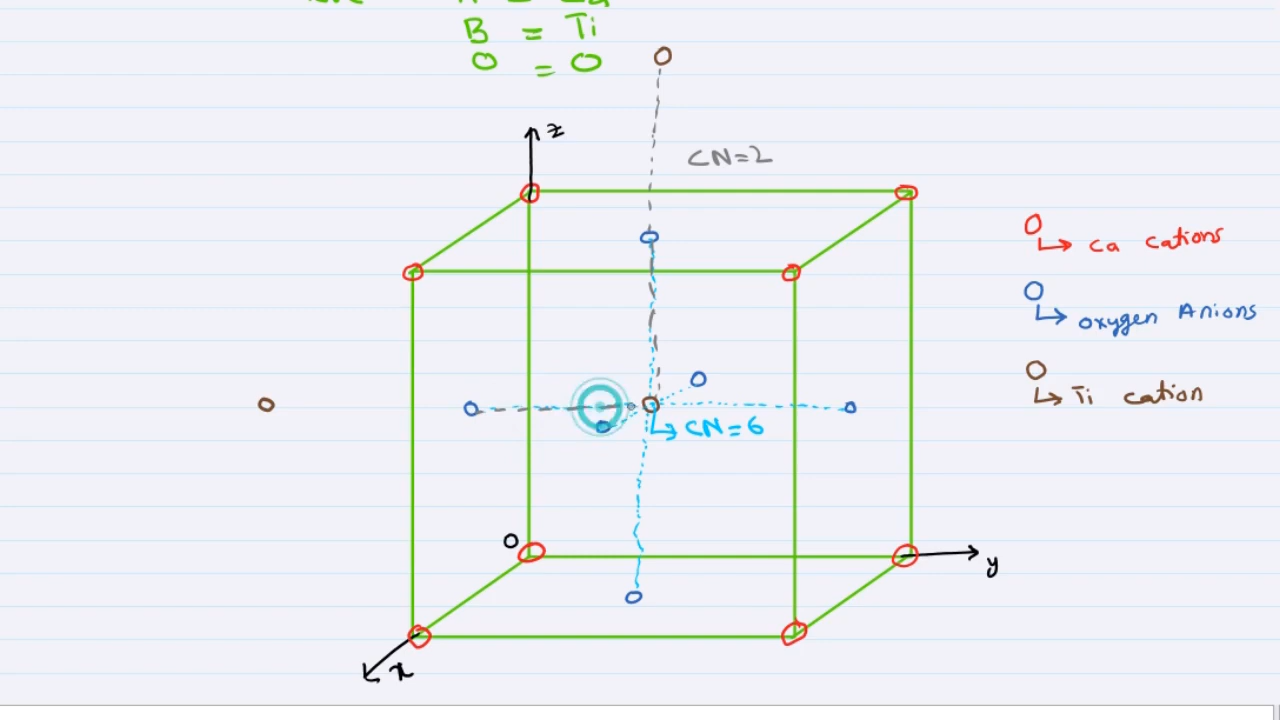 B = Ti
O = O
z
CN=2
Ca cations
oxygen Anions
Ti cation
CN=6
O
y
x